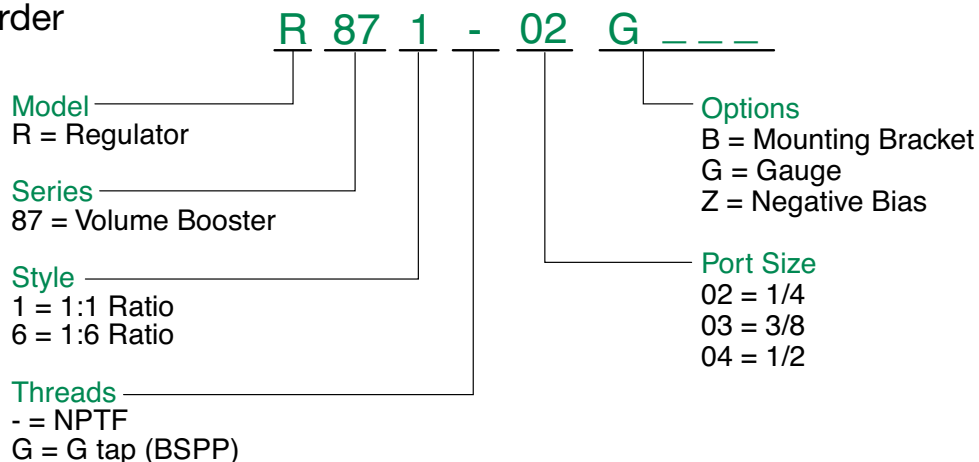 rder
R 87 1 - 02 G _ _ _
Model
R = Regulator
Series
87 = Volume Booster
Style
1 = 1:1 Ratio
6 = 1:6 Ratio
Threads
- = NPTF
G = G tap (BSPP)
Options
B = Mounting Bracket
G = Gauge
Z = Negative Bias
Port Size
02 = 1/4
03 = 3/8
04 = 1/2